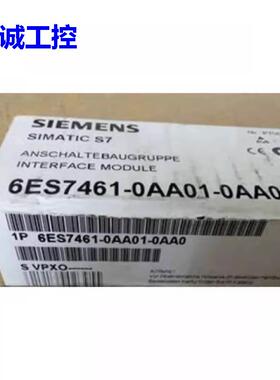 诚工控
SIEMENS
SIMATIC S7
ANSCHALTEBAUGRUPPE
INTERFACE MODULE
6ES7461-0AA01-0AA0
1P 6ES7461-0AA01-0AA0
S VPXO